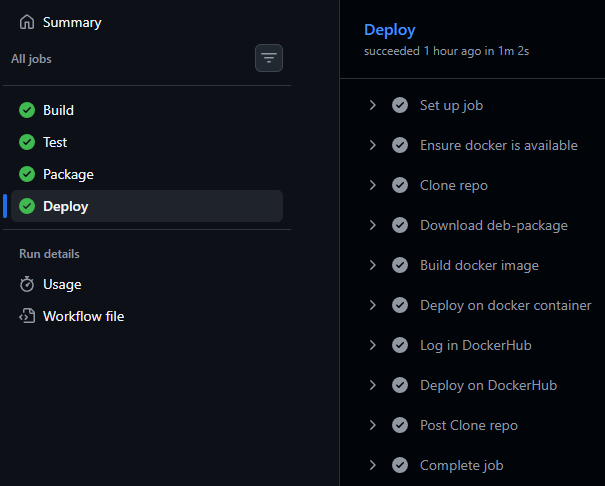 Summary
All jobs
Build
Test
Package
Deploy
Run details
Usage
Workflow file
Deploy
succeeded 1 hour ago in 1m 2s
Set up job
Ensure docker is available
Clone repo
Download deb-package
Build docker image
Deploy on docker container
Log in DockerHub
Deploy on DockerHub
Post Clone repo
Complete job